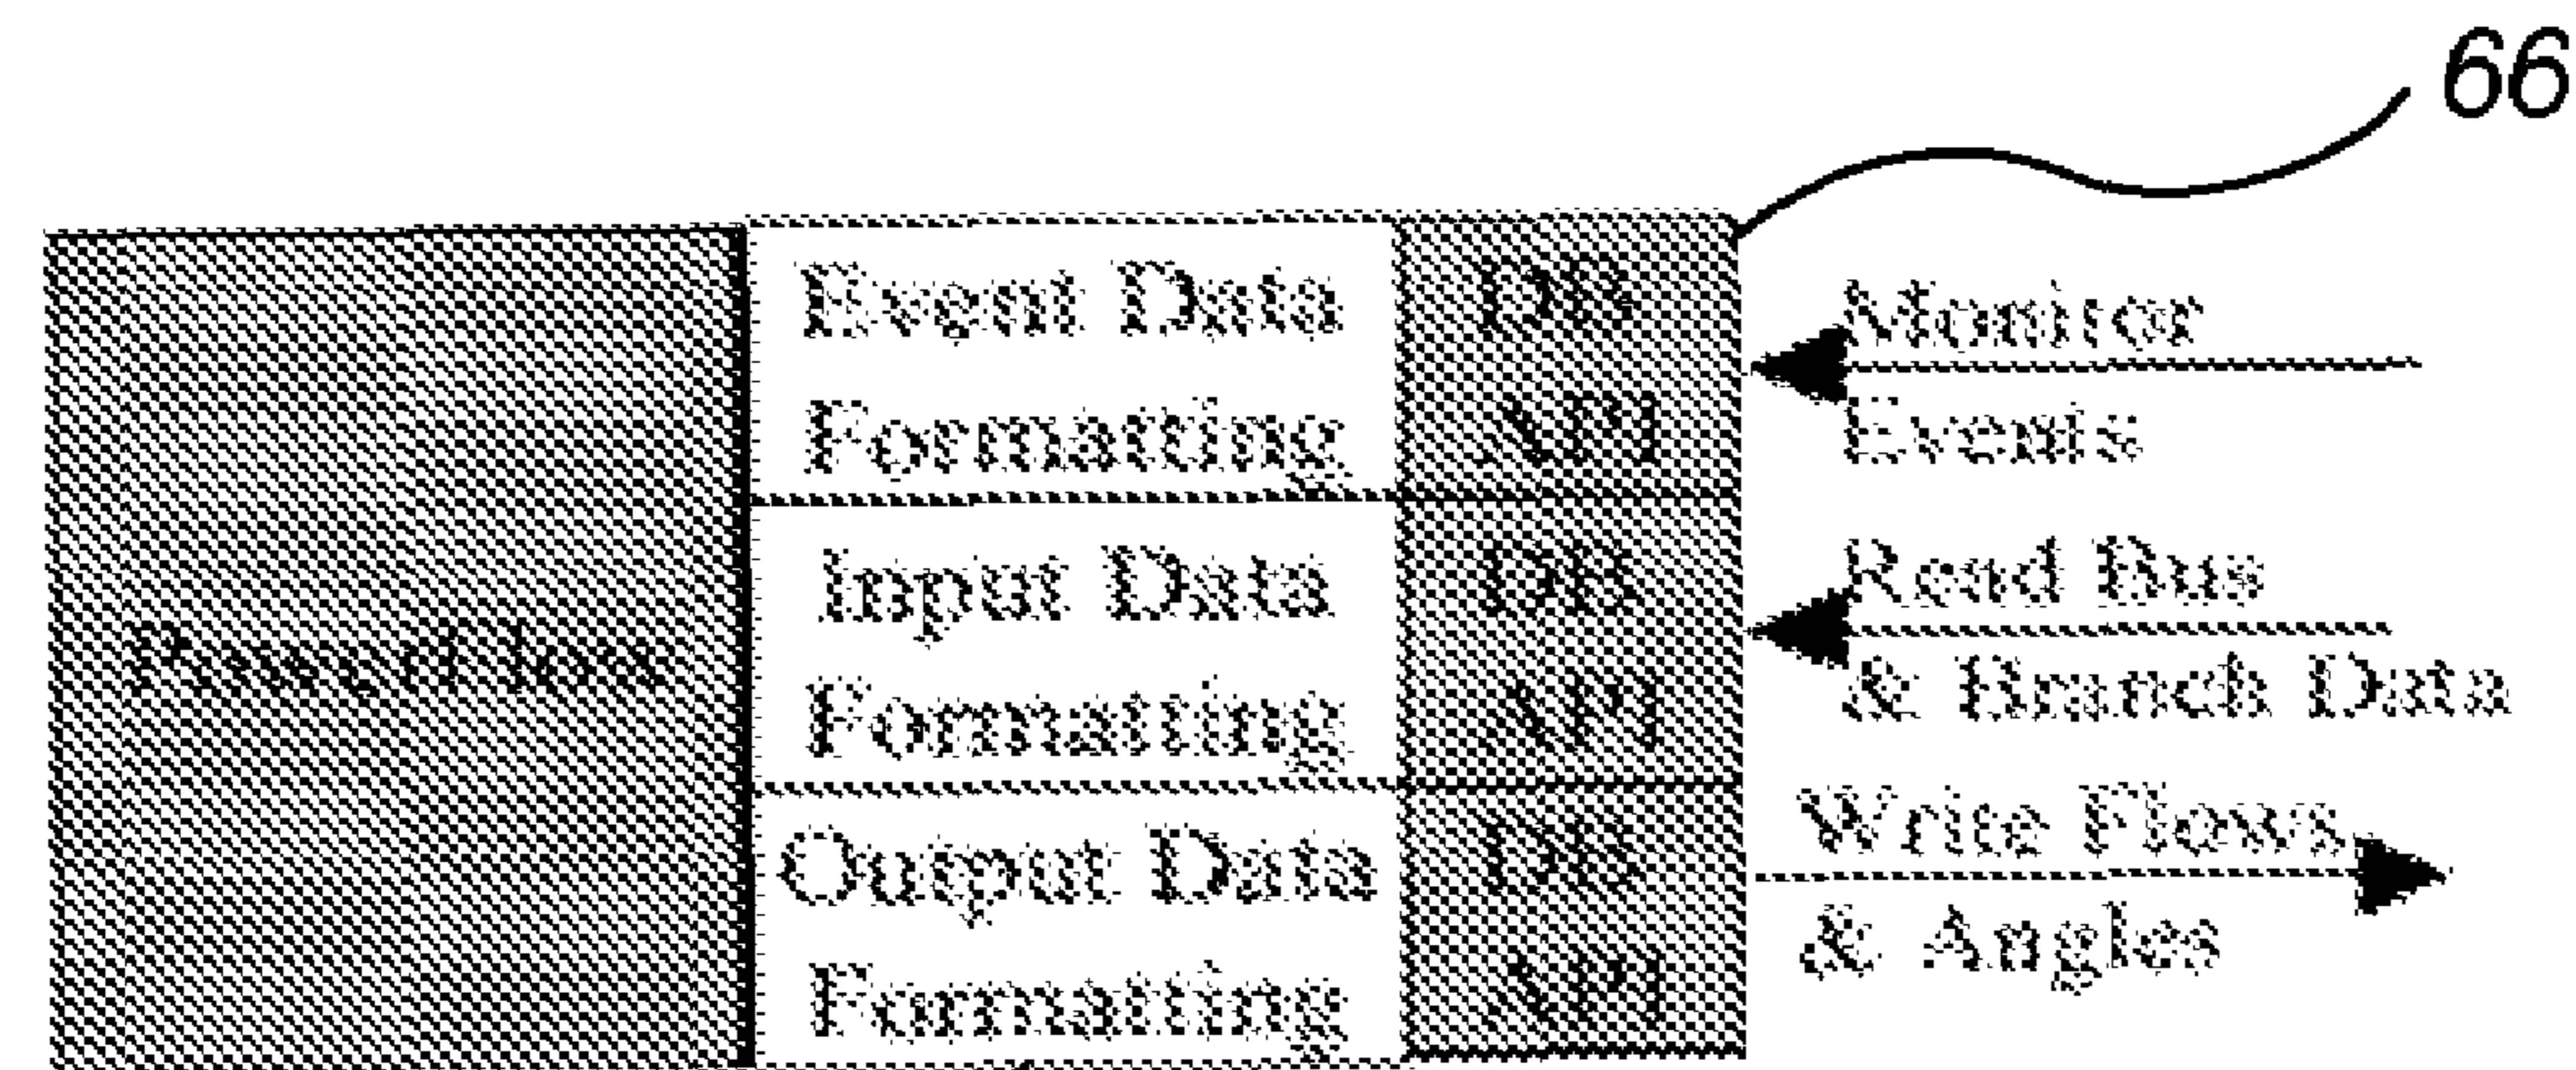 66
Event Data
Formatting
DB
API
Monitor
Events
Powerflow
Input Data
Formatting
DB
API
Read Bus
& Branch Data
Output Data
Formatting
DB
API
Write Flows
& Angles